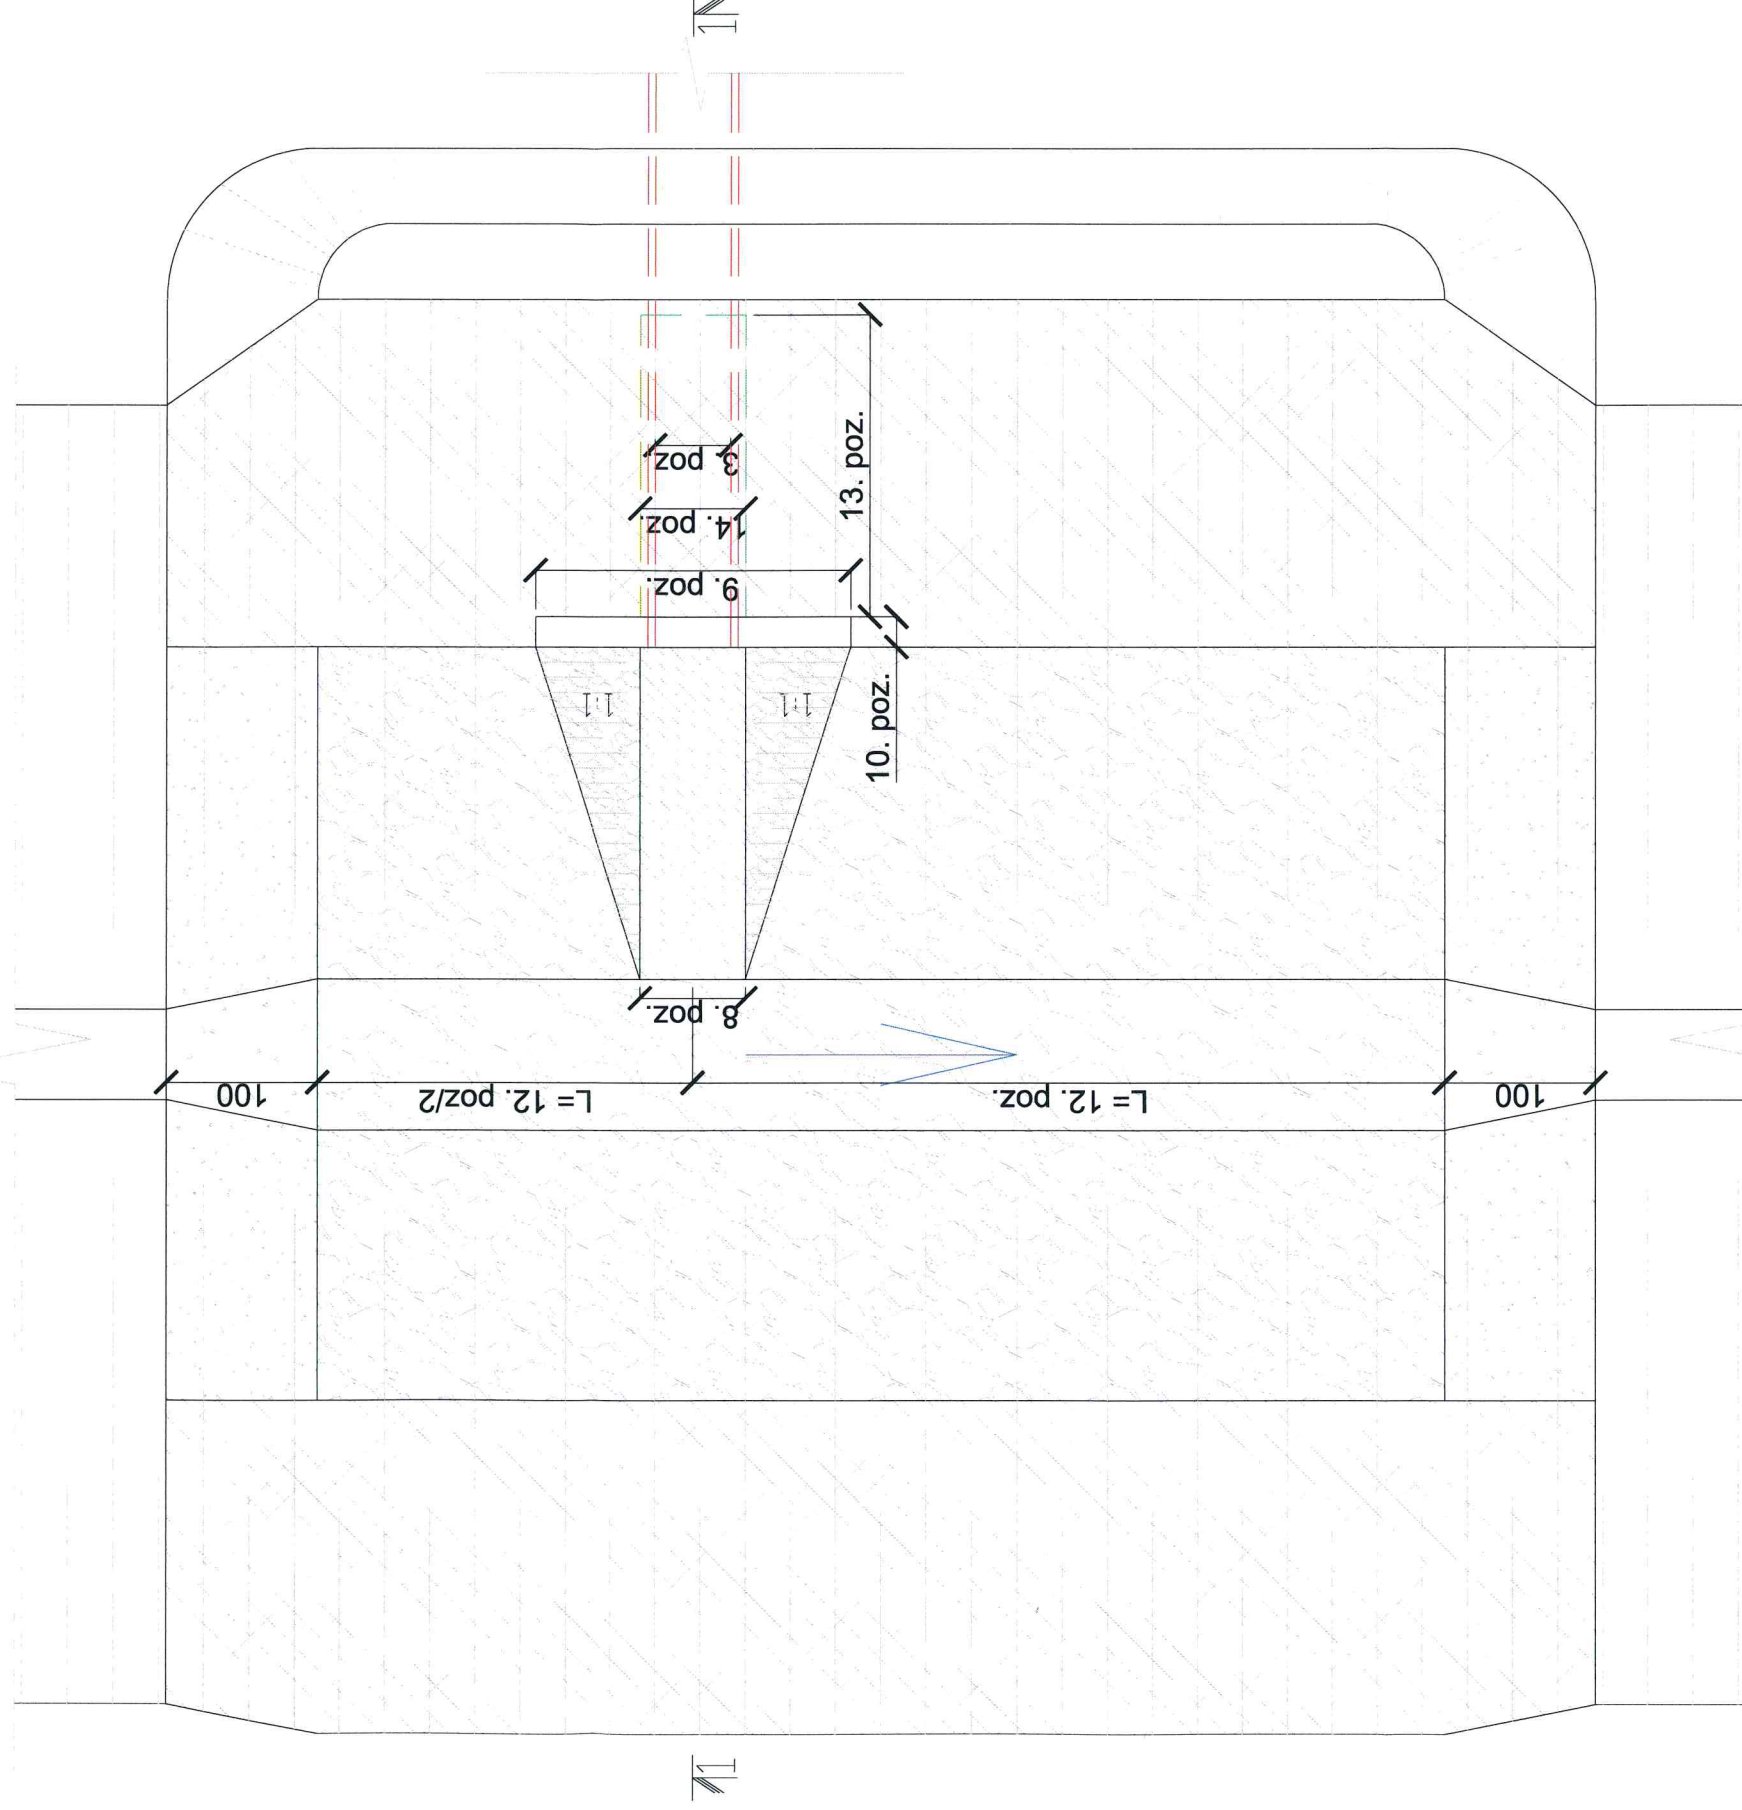 1
3. poz
14. poz.
13. poz.
9. poz.
1:1
1:1
10. poz.
8. poz.
100
L= 12. poz/2
L= 12. poz.
100
1